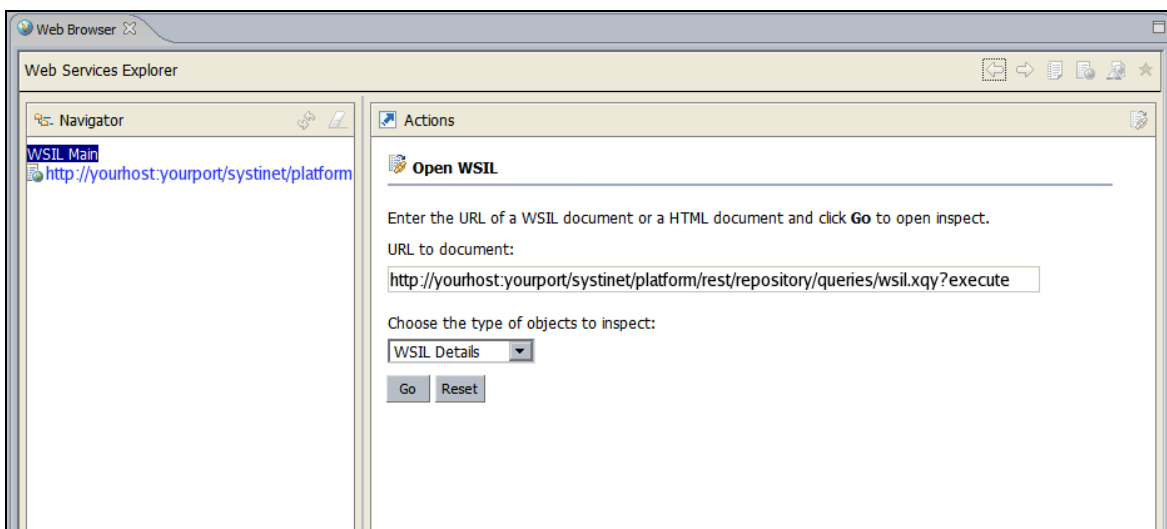 Web Browser
Web Services Explorer
Navigator
WSIL Main
http://yourhost:yourport/systinet/platform
Actions
Open WSIL
Enter the URL of a WSIL document or a HTML document and click Go to open inspect.
URL to document:
http://yourhost:yourport/systinet/platform/rest/repository/queries/wsil.xqy?execute
Choose the type of objects to inspect:
WSIL Details
Go Reset